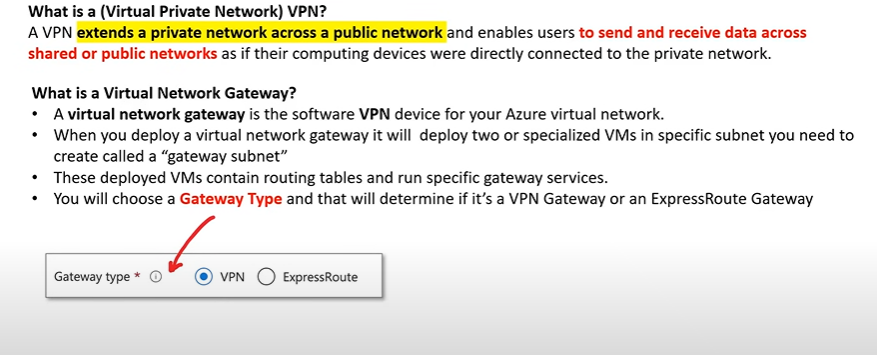 What is a (Virtual Private Network) VPN?
A VPN extends a private network across a public network and enables users to send and receive data across
shared or public networks as if their computing devices were directly connected to the private network.
What is a Virtual Network Gateway?
• A virtual network gateway is the software VPN device for your Azure virtual network.
• When you deploy a virtual network gateway it will deploy two or specialized VMs in specific subnet you need to
create called a “gateway subnet”
• These deployed VMs contain routing tables and run specific gateway services.
• You will choose a Gateway Type and that will determine if it’s a VPN Gateway or an ExpressRoute Gateway
Gateway type * VPN ExpressRoute